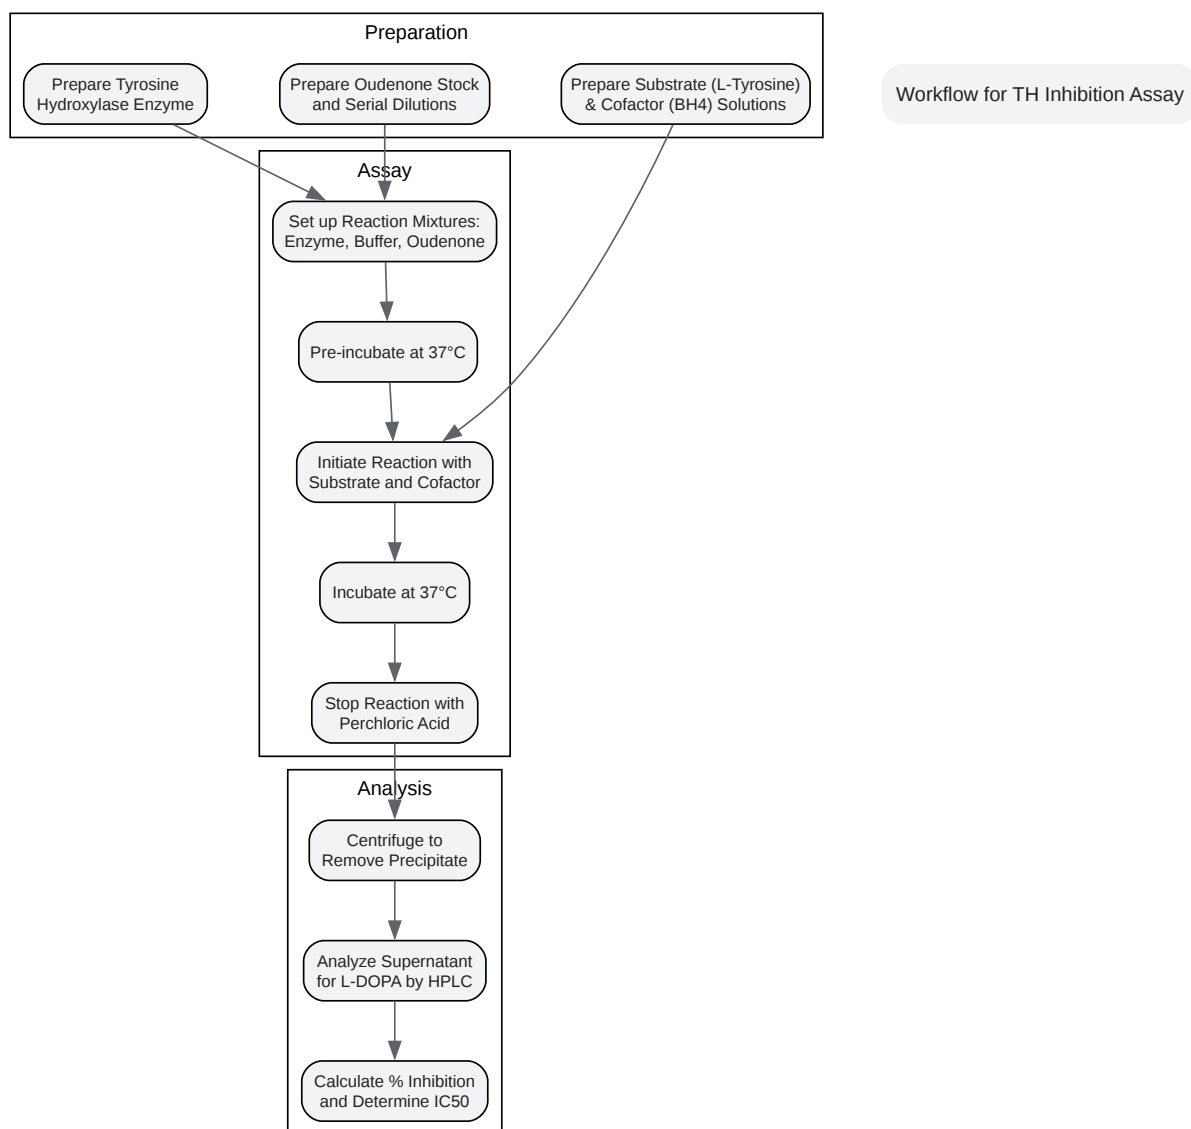 Preparation
Prepare Tyrosine
Hydroxylase Enzyme
Prepare Oudenone Stock
and Serial Dilutions
Prepare Substrate (L-Tyrosine)
& Cofactor (BH4) Solutions
Workflow for TH Inhibition Assay
Assay
Set up Reaction Mixtures:
Enzyme, Buffer, Oudenone
Pre-incubate at 37°C
Initiate Reaction with
Substrate and Cofactor
Incubate at 37°C
Stop Reaction with
Perchloric Acid
Analysis
Centrifuge to
Remove Precipitate
Analyze Supernatant
for L-DOPA by HPLC
Calculate % Inhibition
and Determine IC50